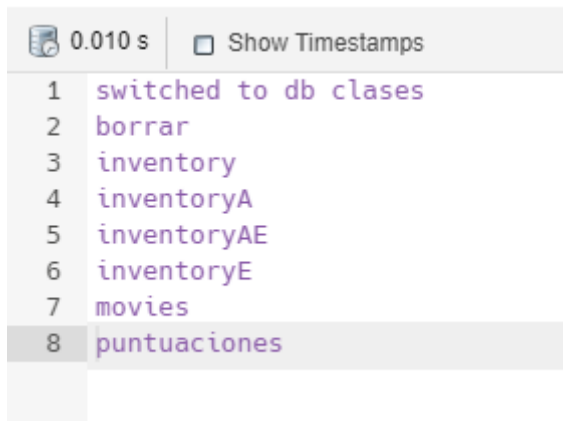 0.010 s Show Timestamps
1 switched to db clases
2 borrar
3 inventory
4 inventoryA
5 inventoryAE
6 inventoryE
7 movies
8 puntuaciones